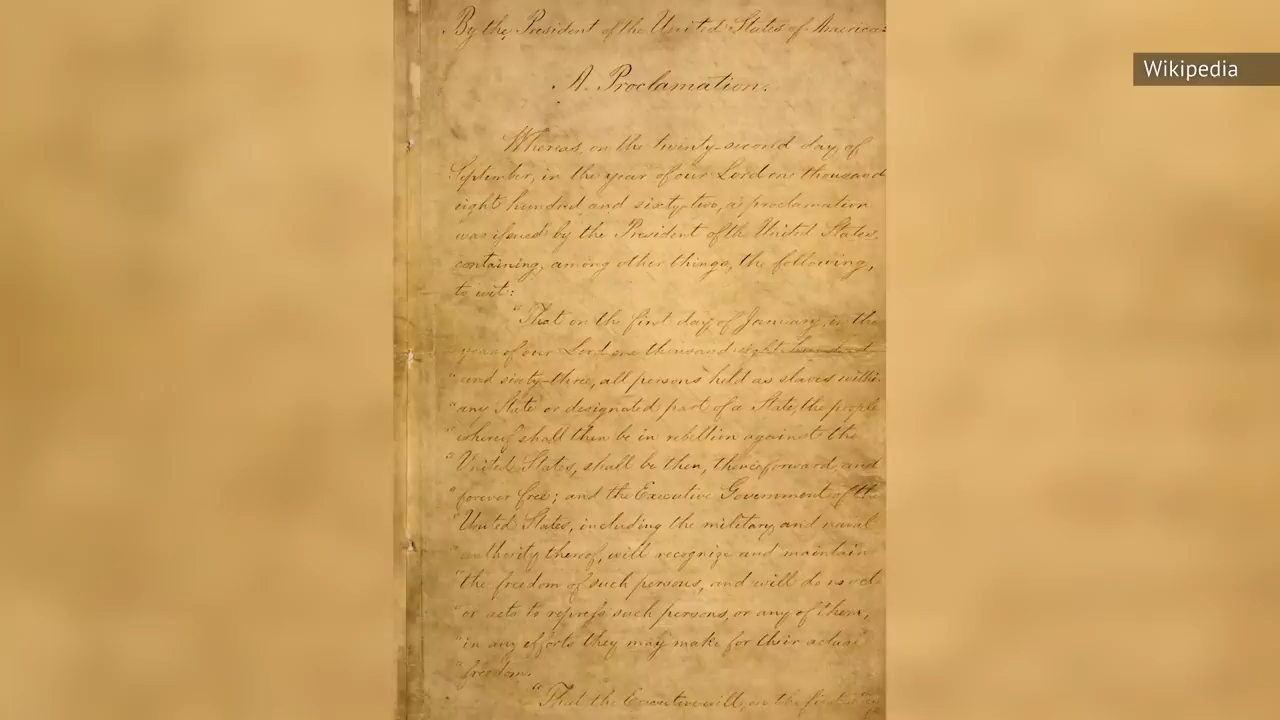 By the President of the United States of America:
A Proclamation.
Wikipedia
Whereas, on the twenty-second day of
September, in the year of our Lord one thousand
eight hundred and sixty-two, a proclamation
was issued by the President of the United States,
containing, among other things, the following,
to wit:
"That on the first day of January, in the
"year of our Lord one thousand eight hundred
"and sixty-three, all persons held as slaves within
"any State or designated part of a State, the people
"whereof shall then be in rebellion against the
"United States, shall be then, thenceforward, and
"forever free; and the Executive Government of the
"United States, including the military and naval
"authority thereof, will recognize and maintain
"the freedom of such persons, and will do no act
"or acts to repress such persons, or any of them,
"in any efforts they may make for their actual
"freedom.
"That the Executive will, on the first